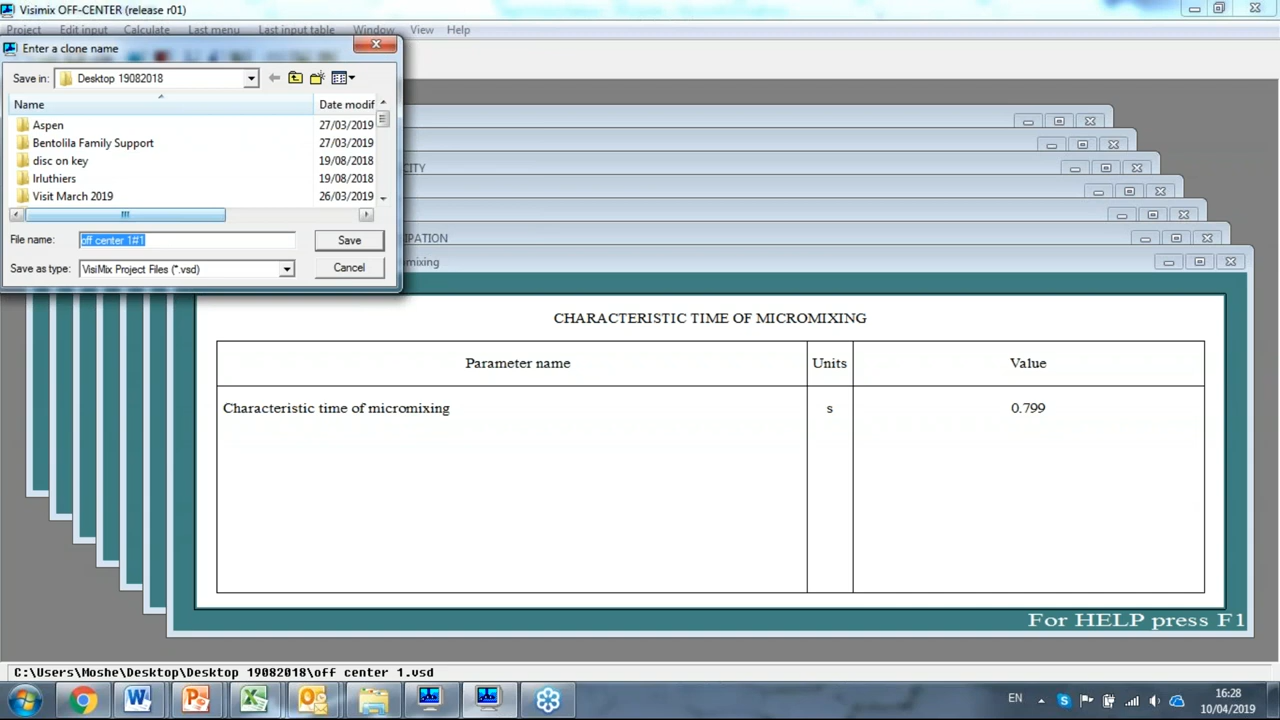 Visimix OFF-CENTER (release r01)
Project Edit input Calculate Last menu Last input table Window View Help
Enter a clone name
Save in: Desktop 19082018
Name Date modif
Aspen 27/03/2019
Bentolila Family Support 27/03/2019
disc on key 19/08/2018
Irluthiers 19/08/2018
Visit March 2019 26/03/2019
File name: off center 1#1 Save
Save as type: VisiMix Project Files (*.vsd) Cancel
CITY
IPATION
mixing
CHARACTERISTIC TIME OF MICROMIXING
Parameter name Units Value
Characteristic time of micromixing s 0.799
For HELP press F1
C:\Users\Moshe\Desktop\Desktop 19082018\off center 1.vsd
EN 16:28
10/04/2019